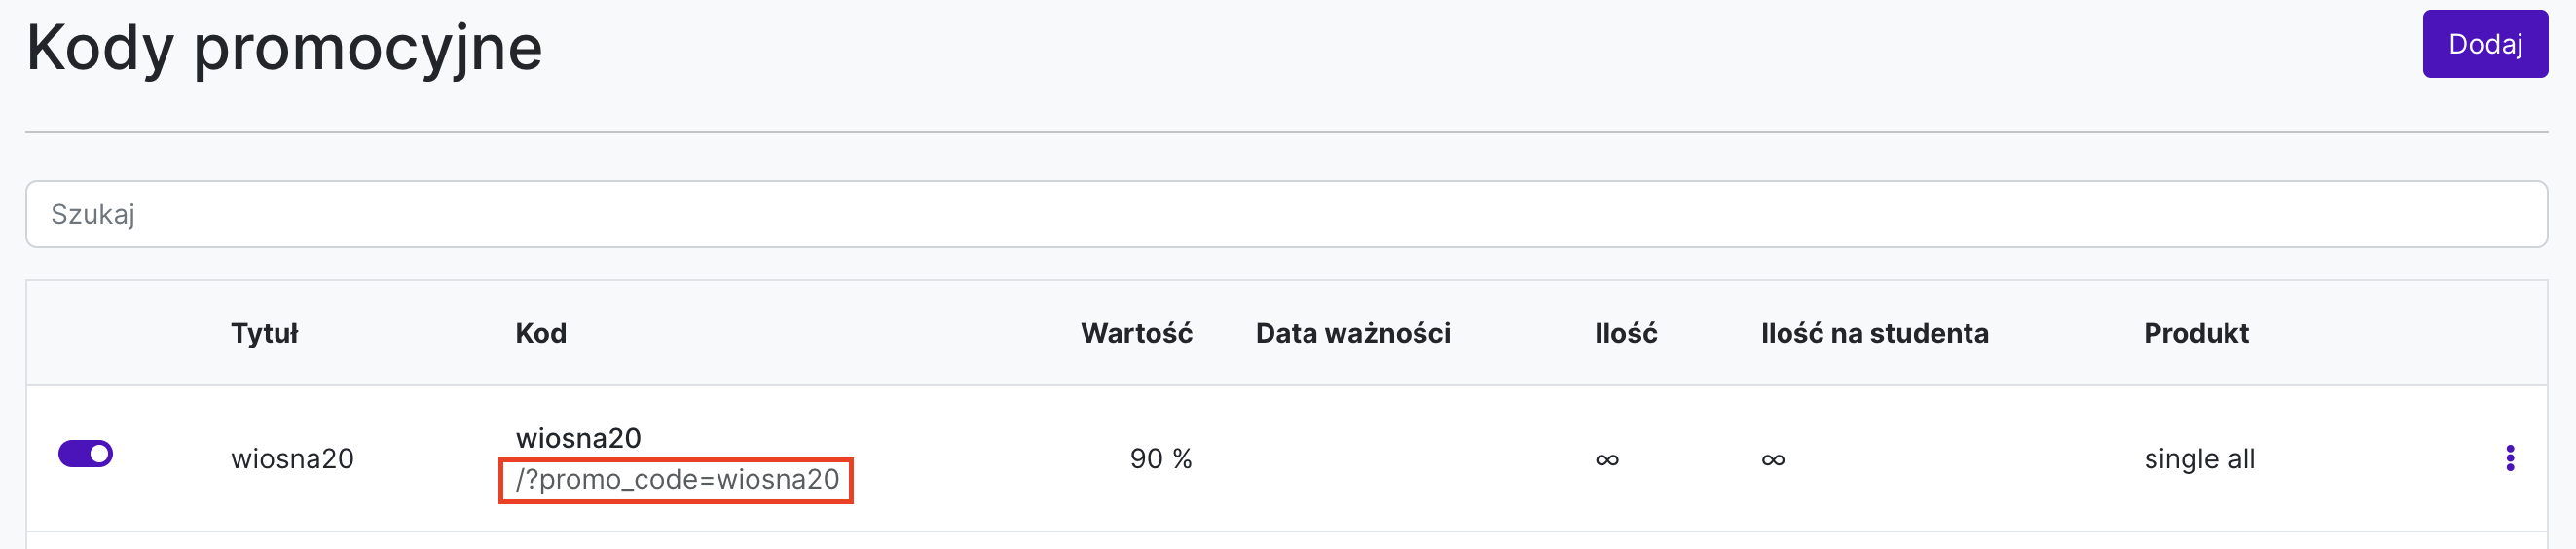 Kody promocyjne
Dodaj
Szukaj
Tytuł Kod Wartość Data ważności Ilość Ilość na studenta Produkt
wiosna20 wiosna20 90 % ∞ ∞ single all
/?promo_code=wiosna20